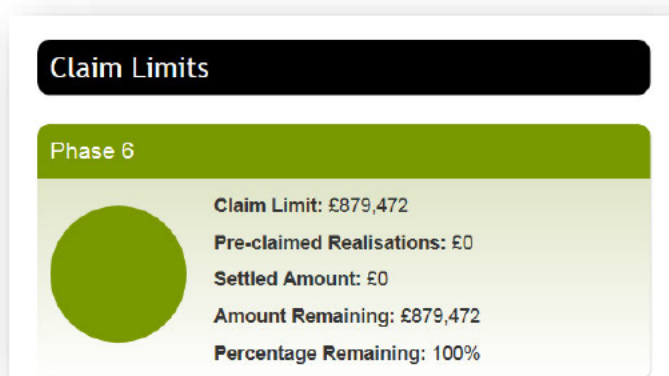 Claim Limits
Phase 6
Claim Limit: £879,472
Pre-claimed Realisations: £0
Settled Amount: £0
Amount Remaining: £879,472
Percentage Remaining: 100%